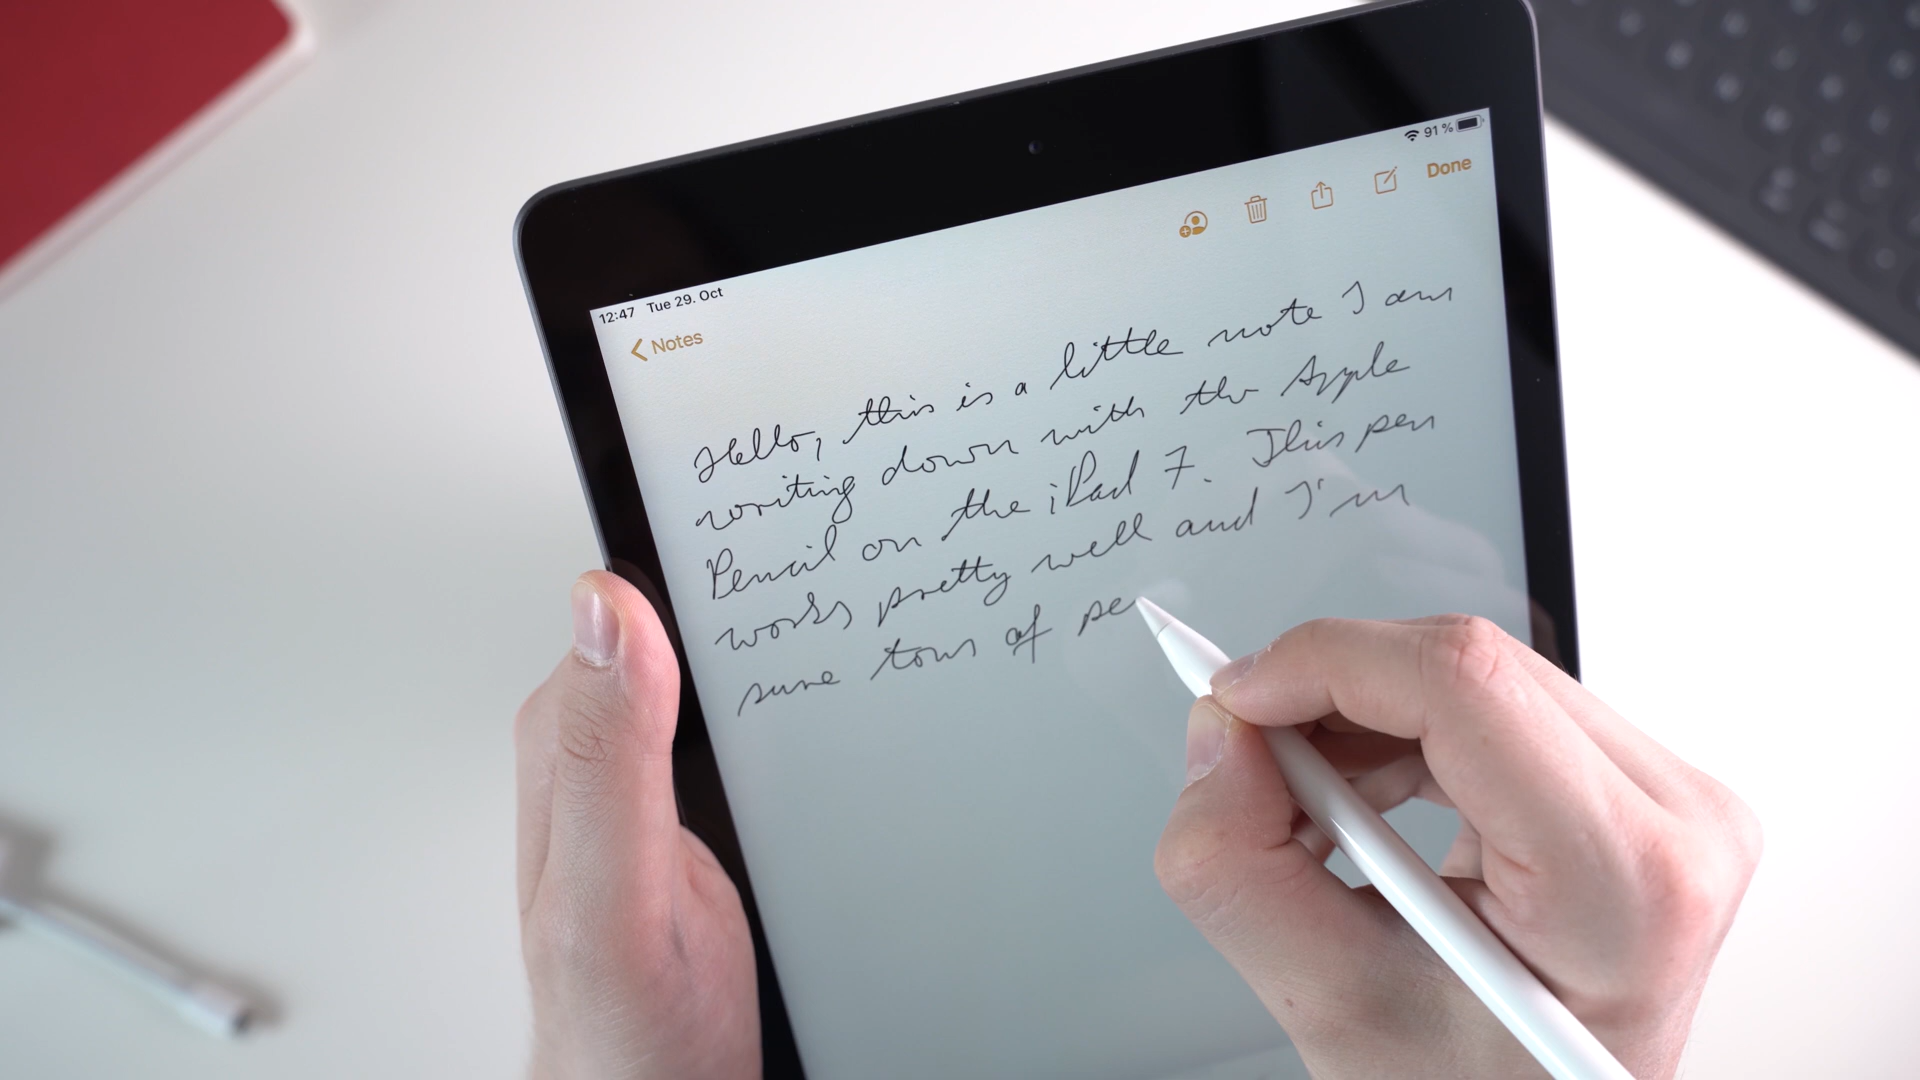 12:47 Tue 29. Oct 91 %
Notes Done
Hello, this is a little note I am
writing down with the Apple
Pencil on the iPad 7. This pen
works pretty well and I'm
sure tons of pe